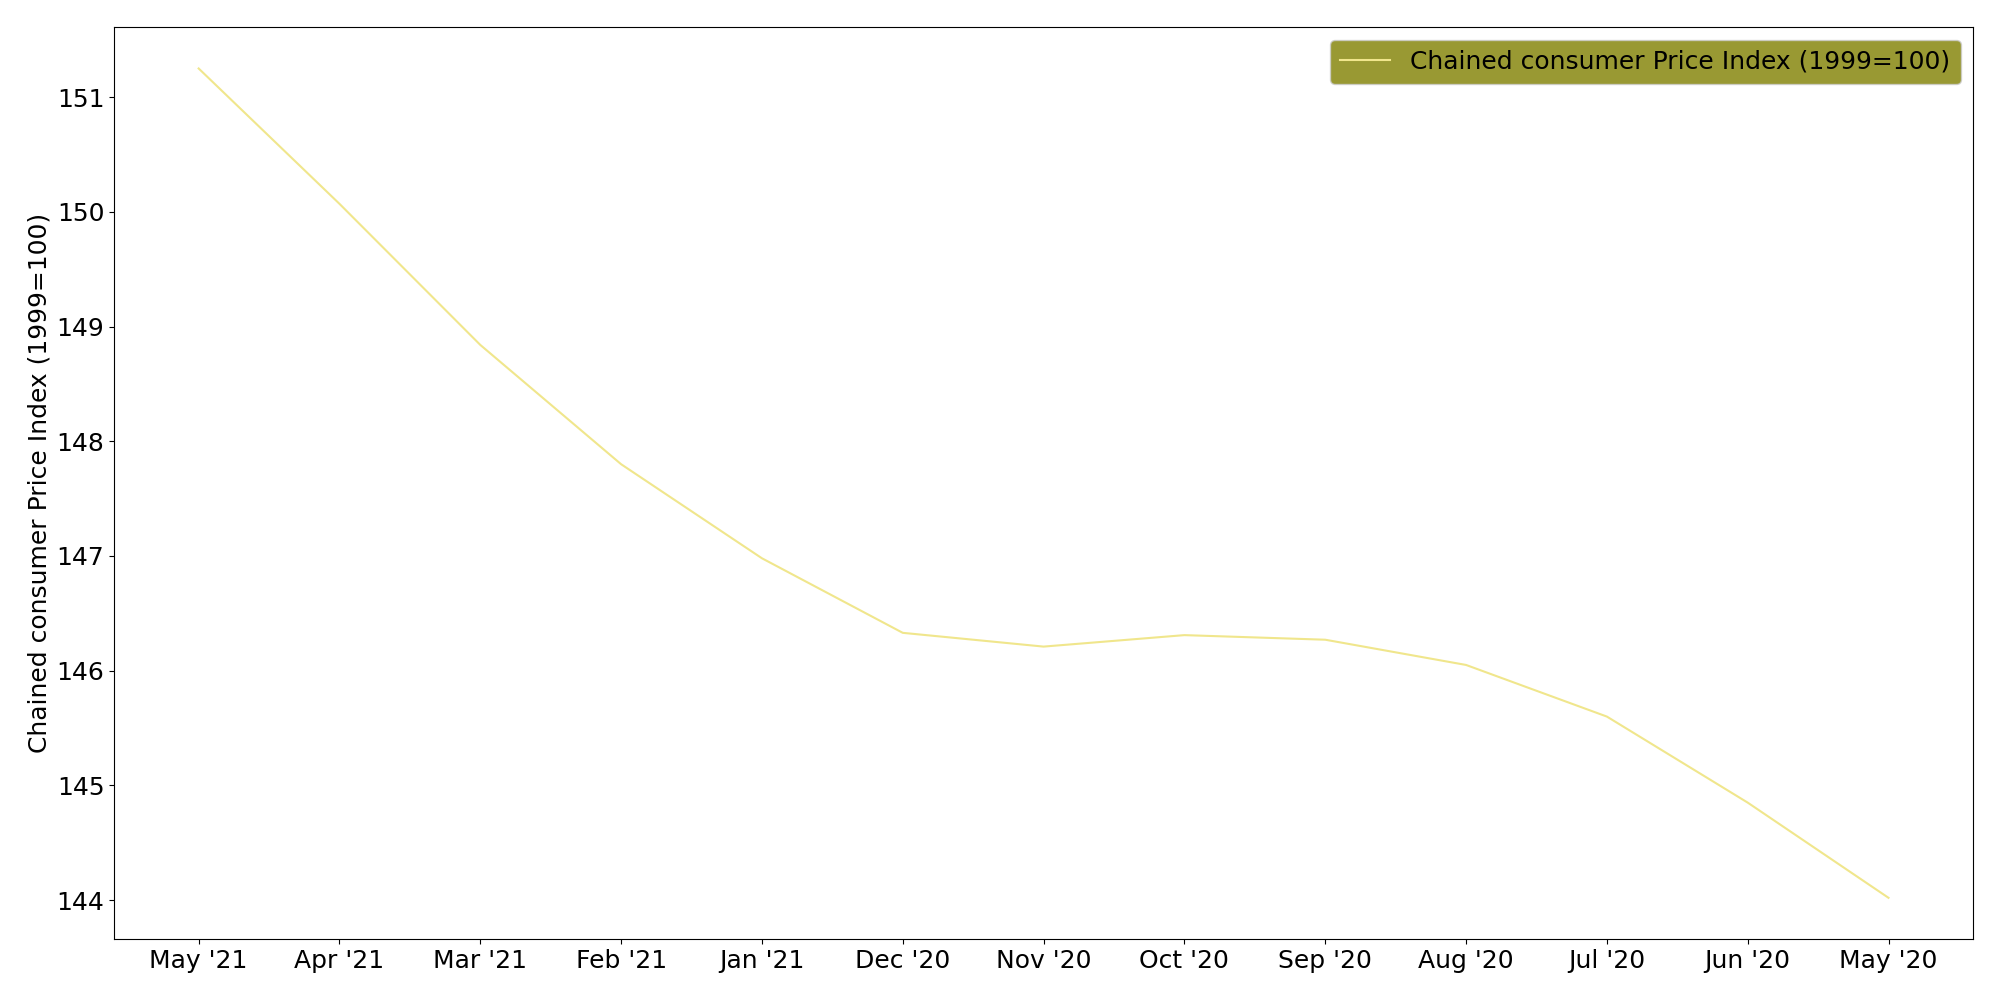 Chained consumer Price Index (1999=100)
Chained consumer Price Index (1999=100)
151
150
149
148
147
146
145
144
May '21 Apr '21 Mar '21 Feb '21 Jan '21 Dec '20 Nov '20 Oct '20 Sep '20 Aug '20 Jul '20 Jun '20 May '20